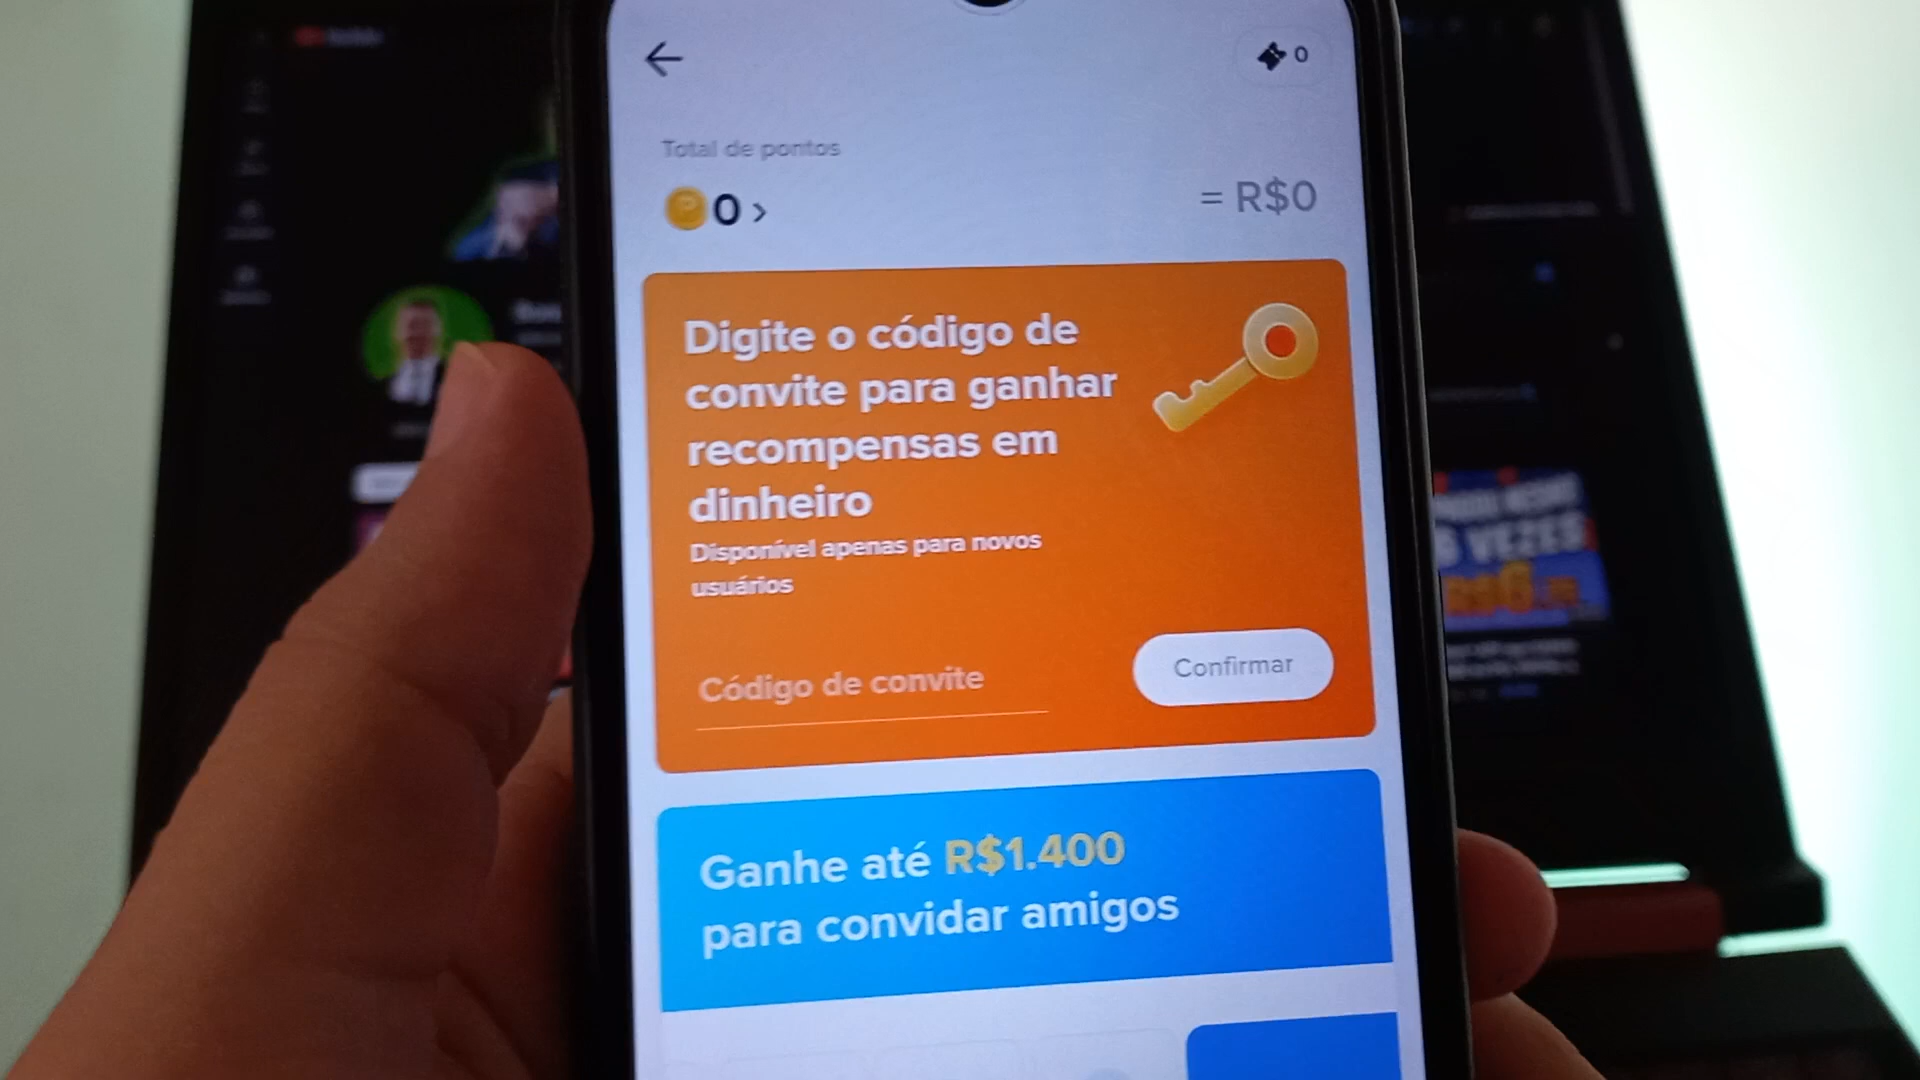 0
Total de pontos
0 >
= R$0
Digite o código de
convite para ganhar
recompensas em
dinheiro
Disponível apenas para novos
usuários
Código de convite
Confirmar
Ganhe até R$1.400
para convidar amigos
VEZES